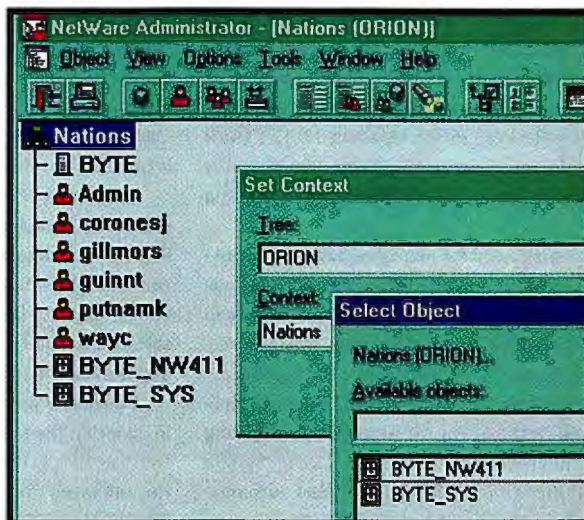 NetWare Administrator - [Nations (ORION)]
Object View Options Tools Window Help
Nations
BYTE
Admin
coronesj
gillmors
guinnt
putnamk
wayc
BYTE_NW411
BYTE_SYS
Set Context
Tree:
ORION
Context:
Nations
Select Object
Nations (ORION)...
Available objects:
BYTE_NW411
BYTE_SYS